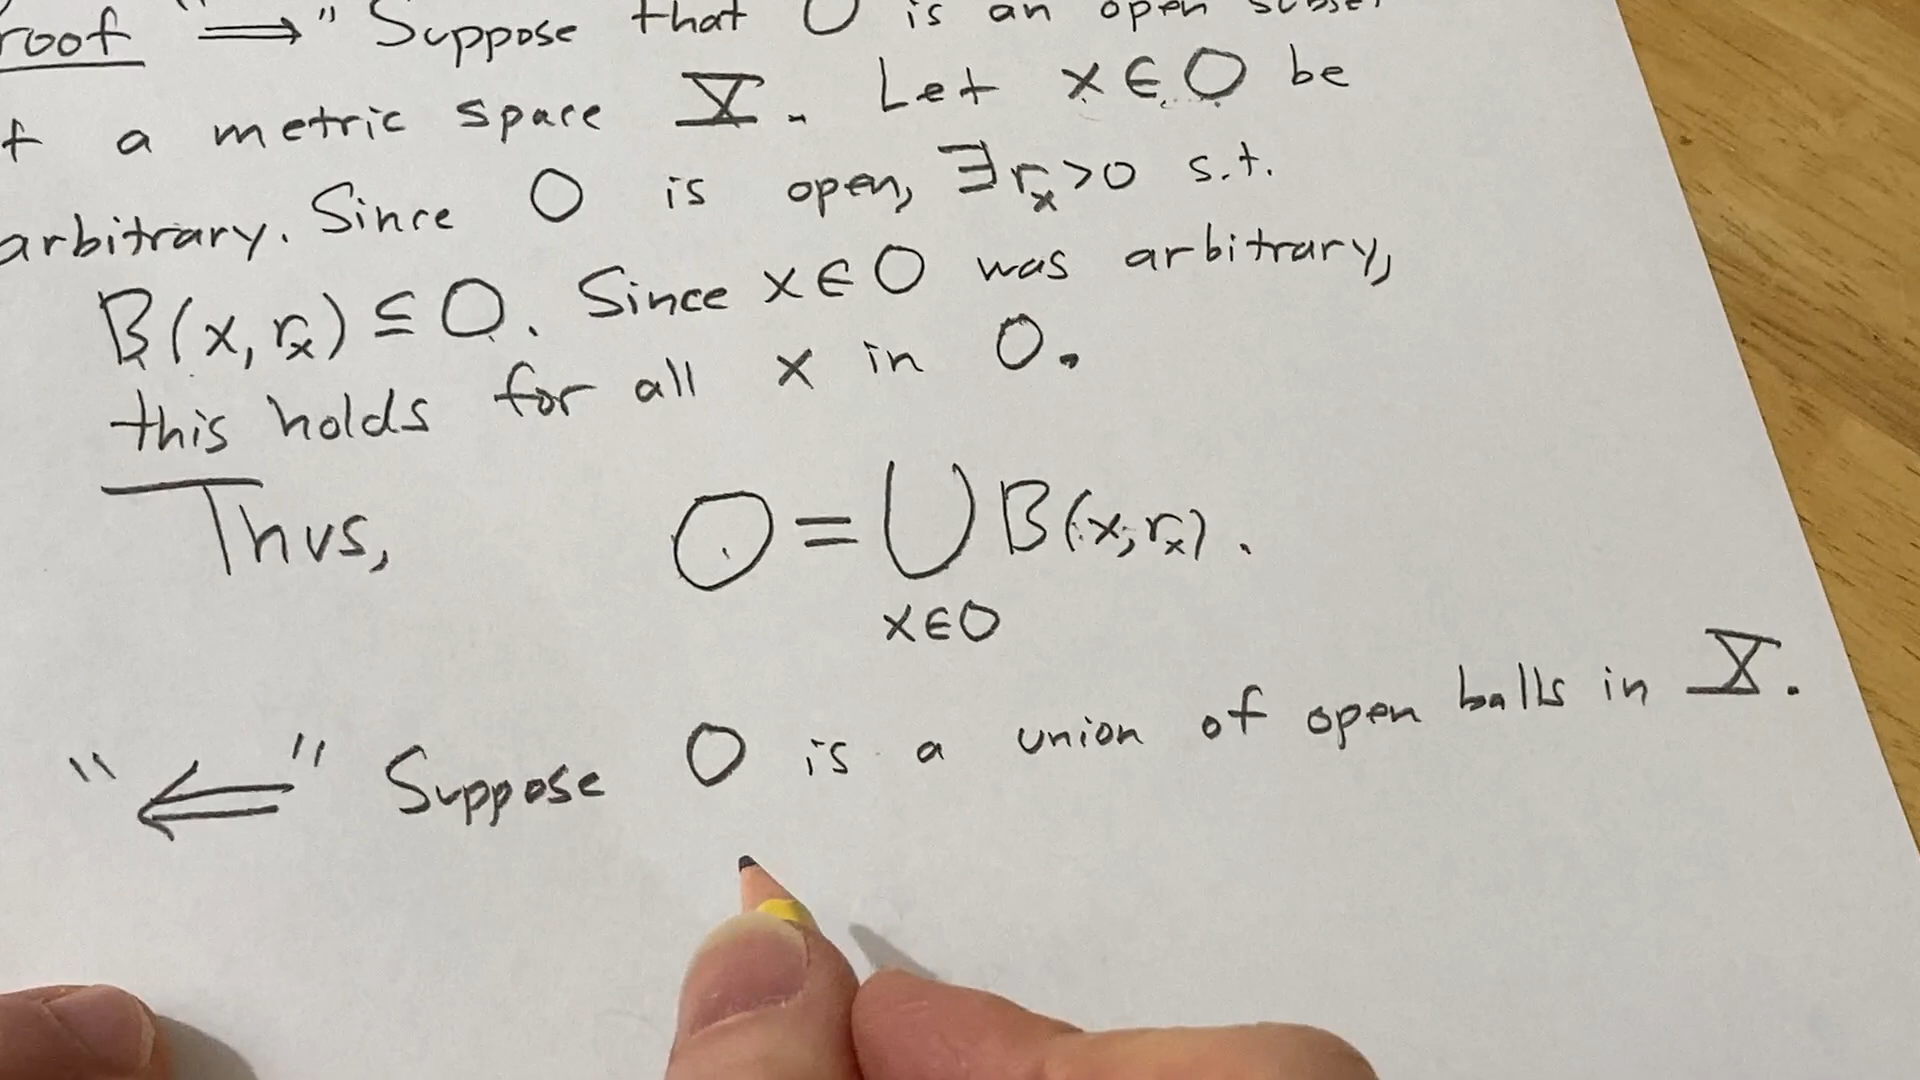 roof "⟹" Suppose that O is an open subset
f a metric space X. Let x∈O be
arbitrary. Since O is open, ∃rₓ>0 s.t.
B(x,rₓ)⊆O. Since x∈O was arbitrary,
this holds for all x in O.
Thus, O=⋃B(x,rₓ).
x∈O
"⟸" Suppose O is a union of open balls in X.